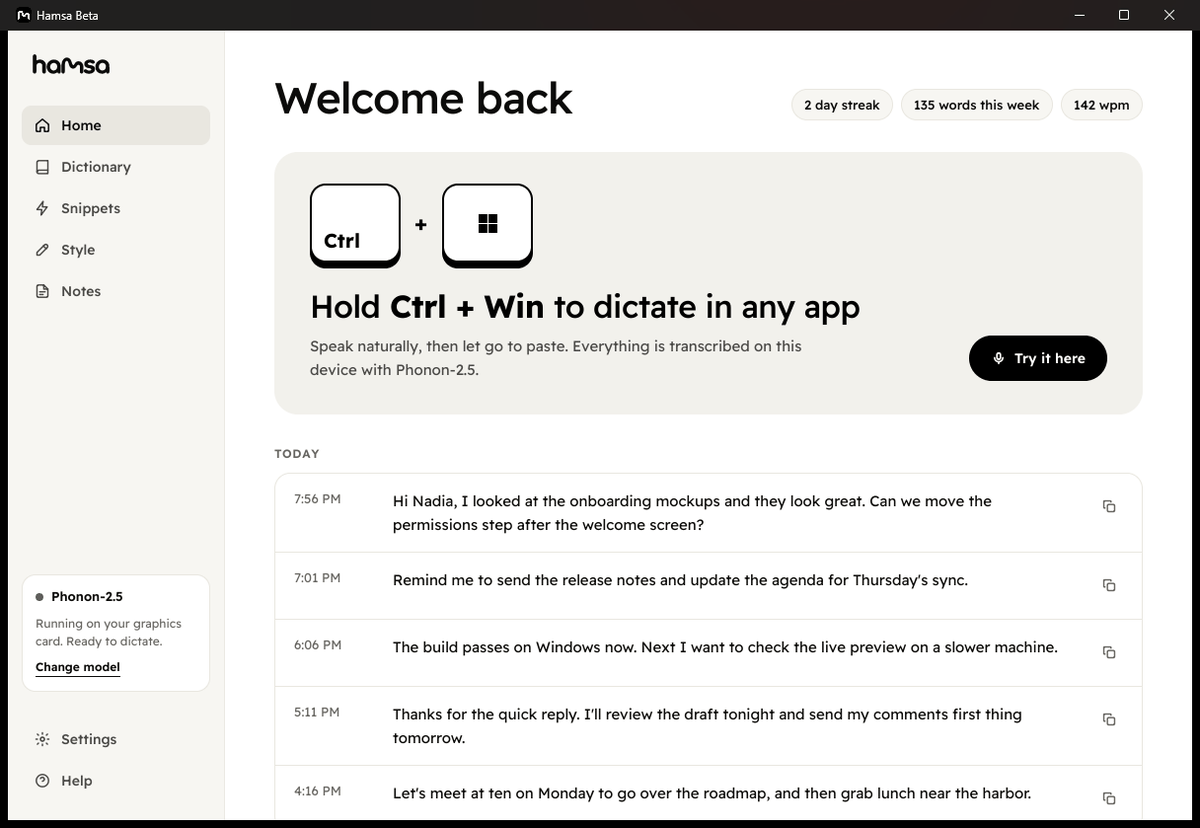 Hamsa Beta
hamsa
Home
Dictionary
Snippets
Style
Notes
Phonon-2.5
Running on your graphics
card. Ready to dictate.
Change model
Settings
Help
Welcome back
2 day streak
135 words this week
142 wpm
Ctrl
+
Hold Ctrl + Win to dictate in any app
Speak naturally, then let go to paste. Everything is transcribed on this
device with Phonon-2.5.
Try it here
TODAY
7:56 PM
Hi Nadia, I looked at the onboarding mockups and they look great. Can we move the
permissions step after the welcome screen?
7:01 PM
Remind me to send the release notes and update the agenda for Thursday's sync.
6:06 PM
The build passes on Windows now. Next I want to check the live preview on a slower machine.
5:11 PM
Thanks for the quick reply. I'll review the draft tonight and send my comments first thing
tomorrow.
4:16 PM
Let's meet at ten on Monday to go over the roadmap, and then grab lunch near the harbor.